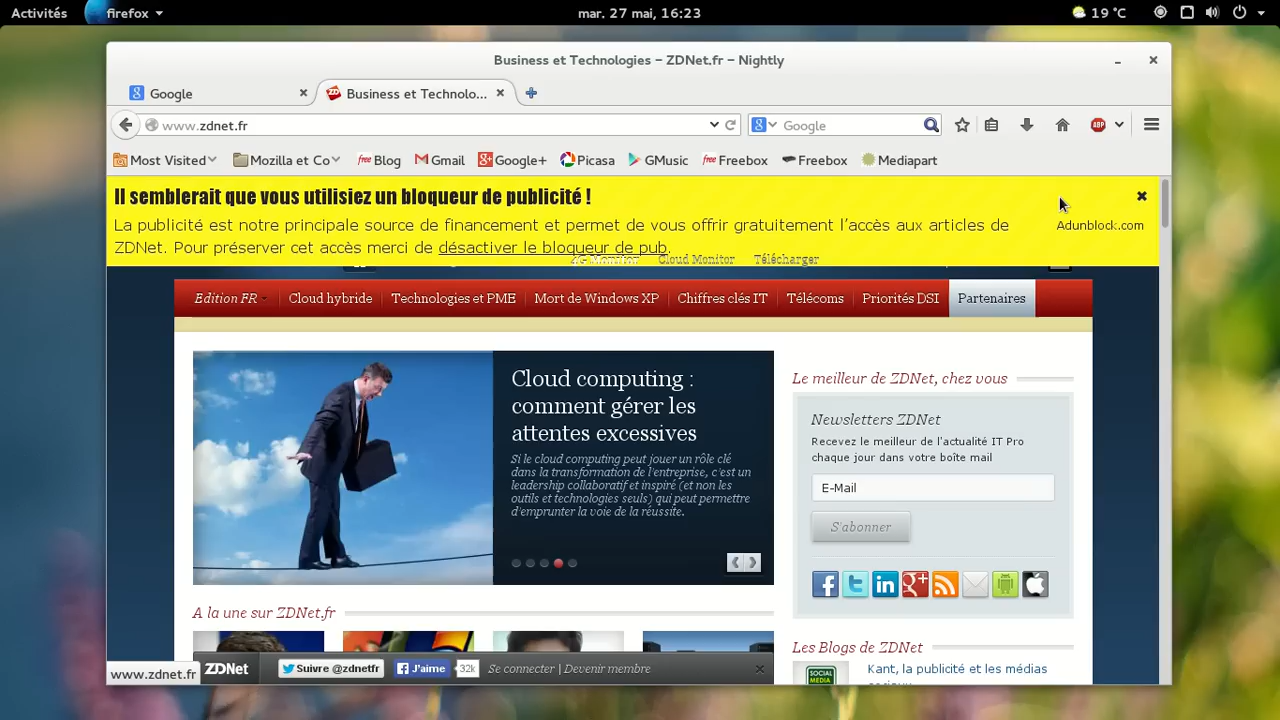 Activités firefox mar. 27 mai, 16:23 19 °C
Business et Technologies – ZDNet.fr – Nightly
Google Business et Technolo...
www.zdnet.fr Google ABP
Most Visited Mozilla et Co free Blog Gmail Google+ Picasa GMusic free Freebox Freebox Mediapart
Il semblerait que vous utilisiez un bloqueur de publicité !
La publicité est notre principale source de financement et permet de vous offrir gratuitement l'accès aux articles de
ZDNet. Pour préserver cet accès merci de désactiver le bloqueur de pub.
Adunblock.com
4G Monitor Cloud Monitor Télécharger
Edition FR Cloud hybride Technologies et PME Mort de Windows XP Chiffres clés IT Télécoms Priorités DSI Partenaires
Cloud computing :
comment gérer les
attentes excessives
Si le cloud computing peut jouer un rôle clé
dans la transformation de l'entreprise, c'est un
leadership collaboratif et inspiré (et non les
outils et technologies seuls) qui peut permettre
d'emprunter la voie de la réussite.
Le meilleur de ZDNet, chez vous
Newsletters ZDNet
Recevez le meilleur de l'actualité IT Pro
chaque jour dans votre boîte mail
E-Mail
S'abonner
A la une sur ZDNet.fr
Les Blogs de ZDNet
SOCIAL
MEDIA
Kant, la publicité et les médias
www.zdnet.fr ZDNet Suivre @zdnetfr J'aime 32k Se connecter | Devenir membre